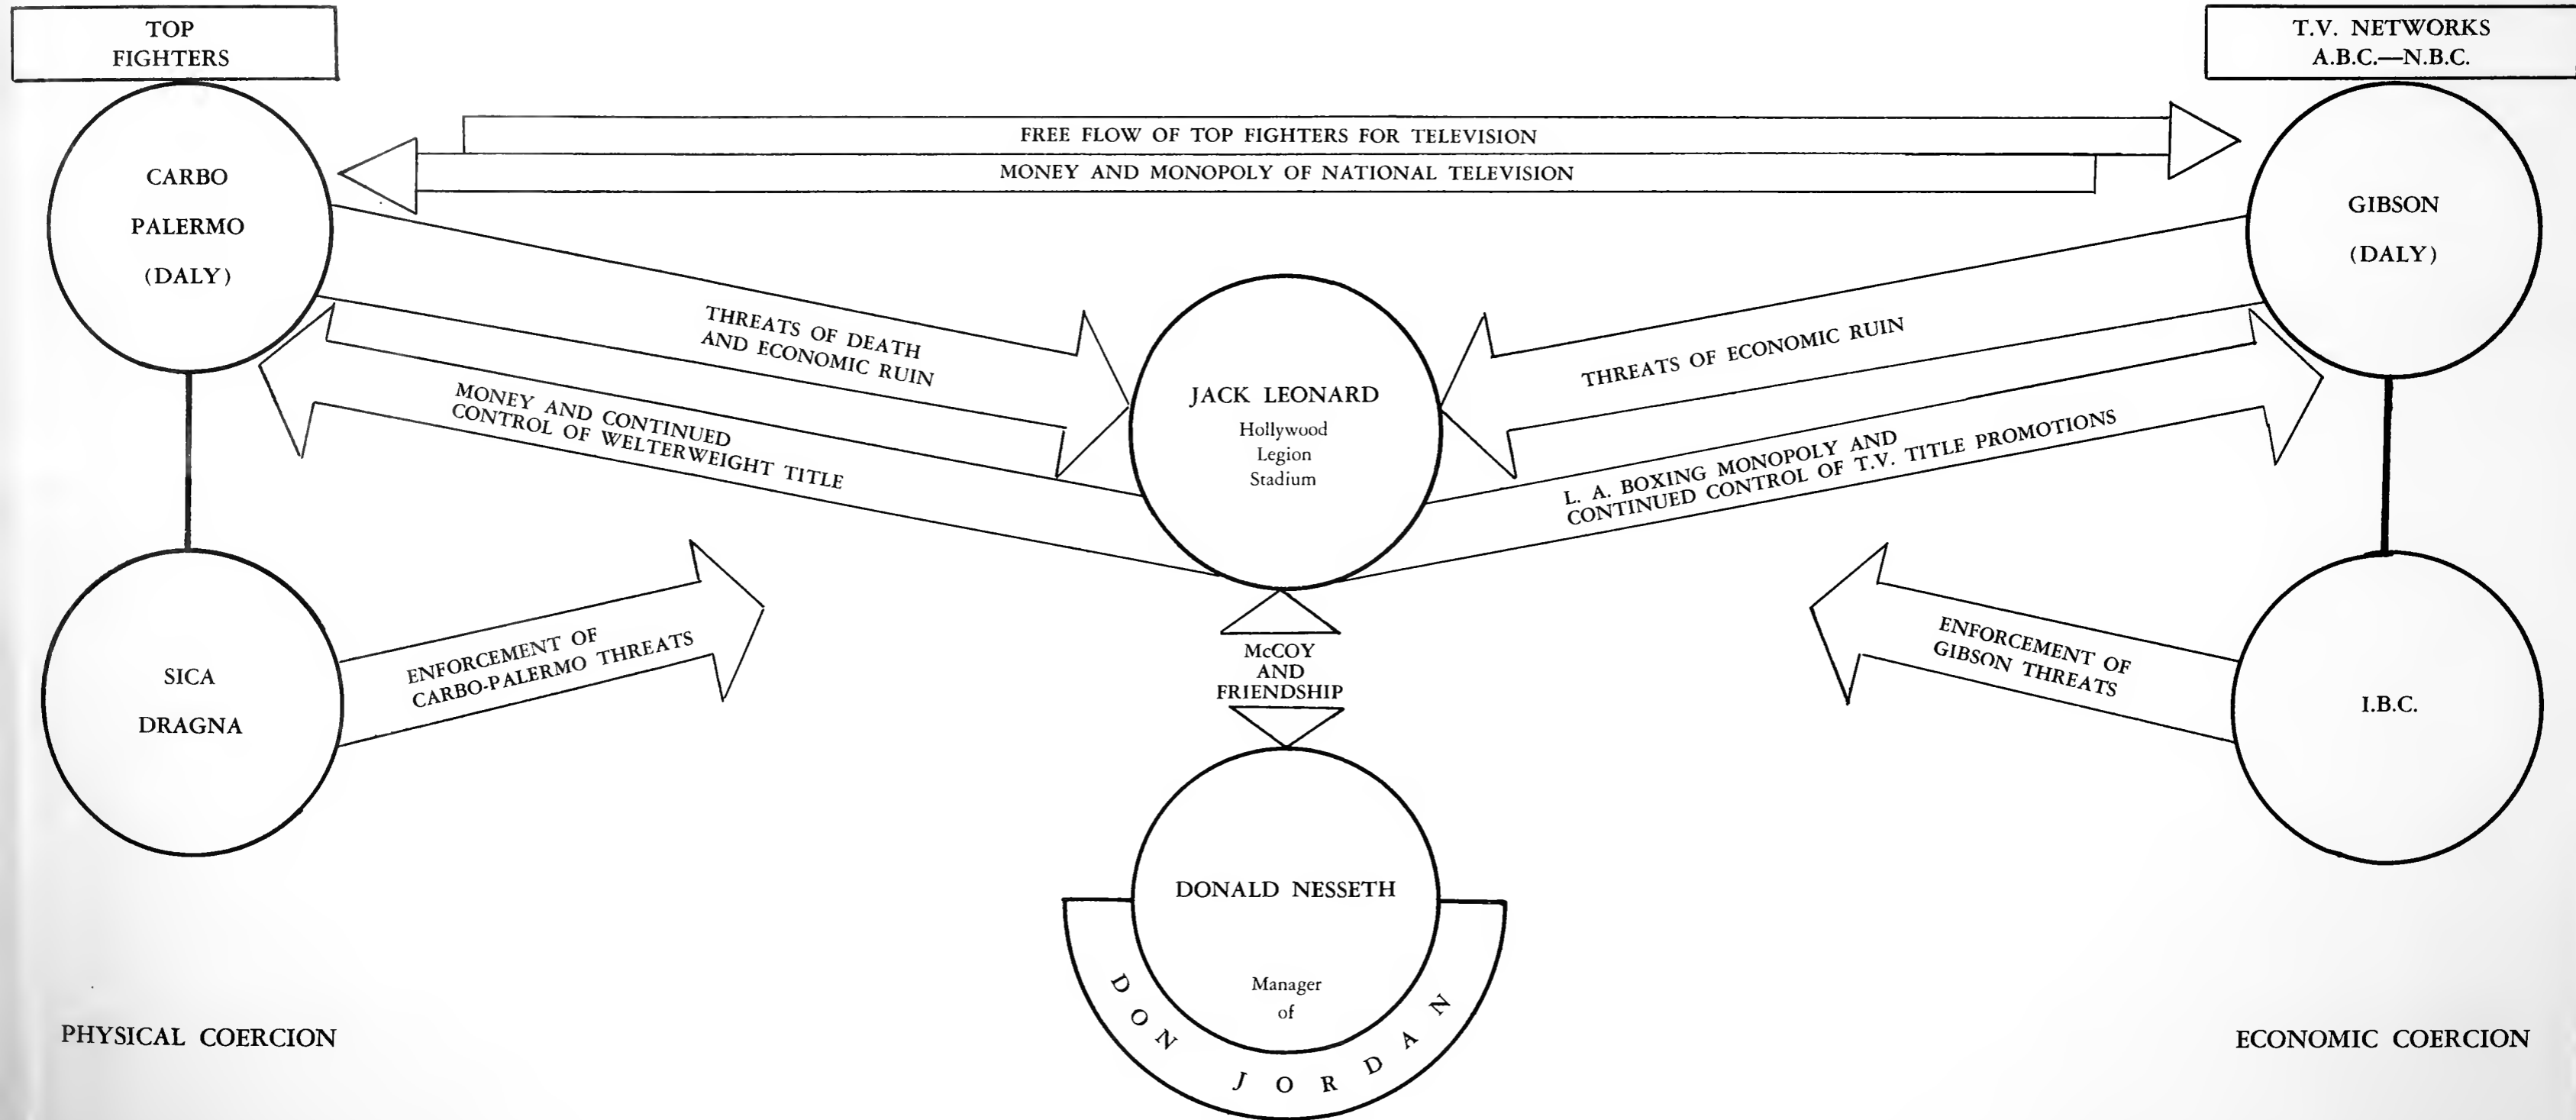 TOP
FIGHTERS
T.V. NETWORKS
A.B.C.—N.B.C.
FREE FLOW OF TOP FIGHTERS FOR TELEVISION
MONEY AND MONOPOLY OF NATIONAL TELEVISION
CARBO
PALERMO
(DALY)
GIBSON
(DALY)
THREATS OF DEATH
AND ECONOMIC RUIN
THREATS OF ECONOMIC RUIN
MONEY AND CONTINUED
CONTROL OF WELTERWEIGHT TITLE
JACK LEONARD
Hollywood
Legion
Stadium
L. A. BOXING MONOPOLY AND
CONTINUED CONTROL OF T.V. TITLE PROMOTIONS
SICA
DRAGNA
ENFORCEMENT OF
CARBO-PALERMO THREATS
McCOY
AND
FRIENDSHIP
ENFORCEMENT OF
GIBSON THREATS
I.B.C.
DONALD NESSETH
Manager
of
DON JORDAN
PHYSICAL COERCION
ECONOMIC COERCION